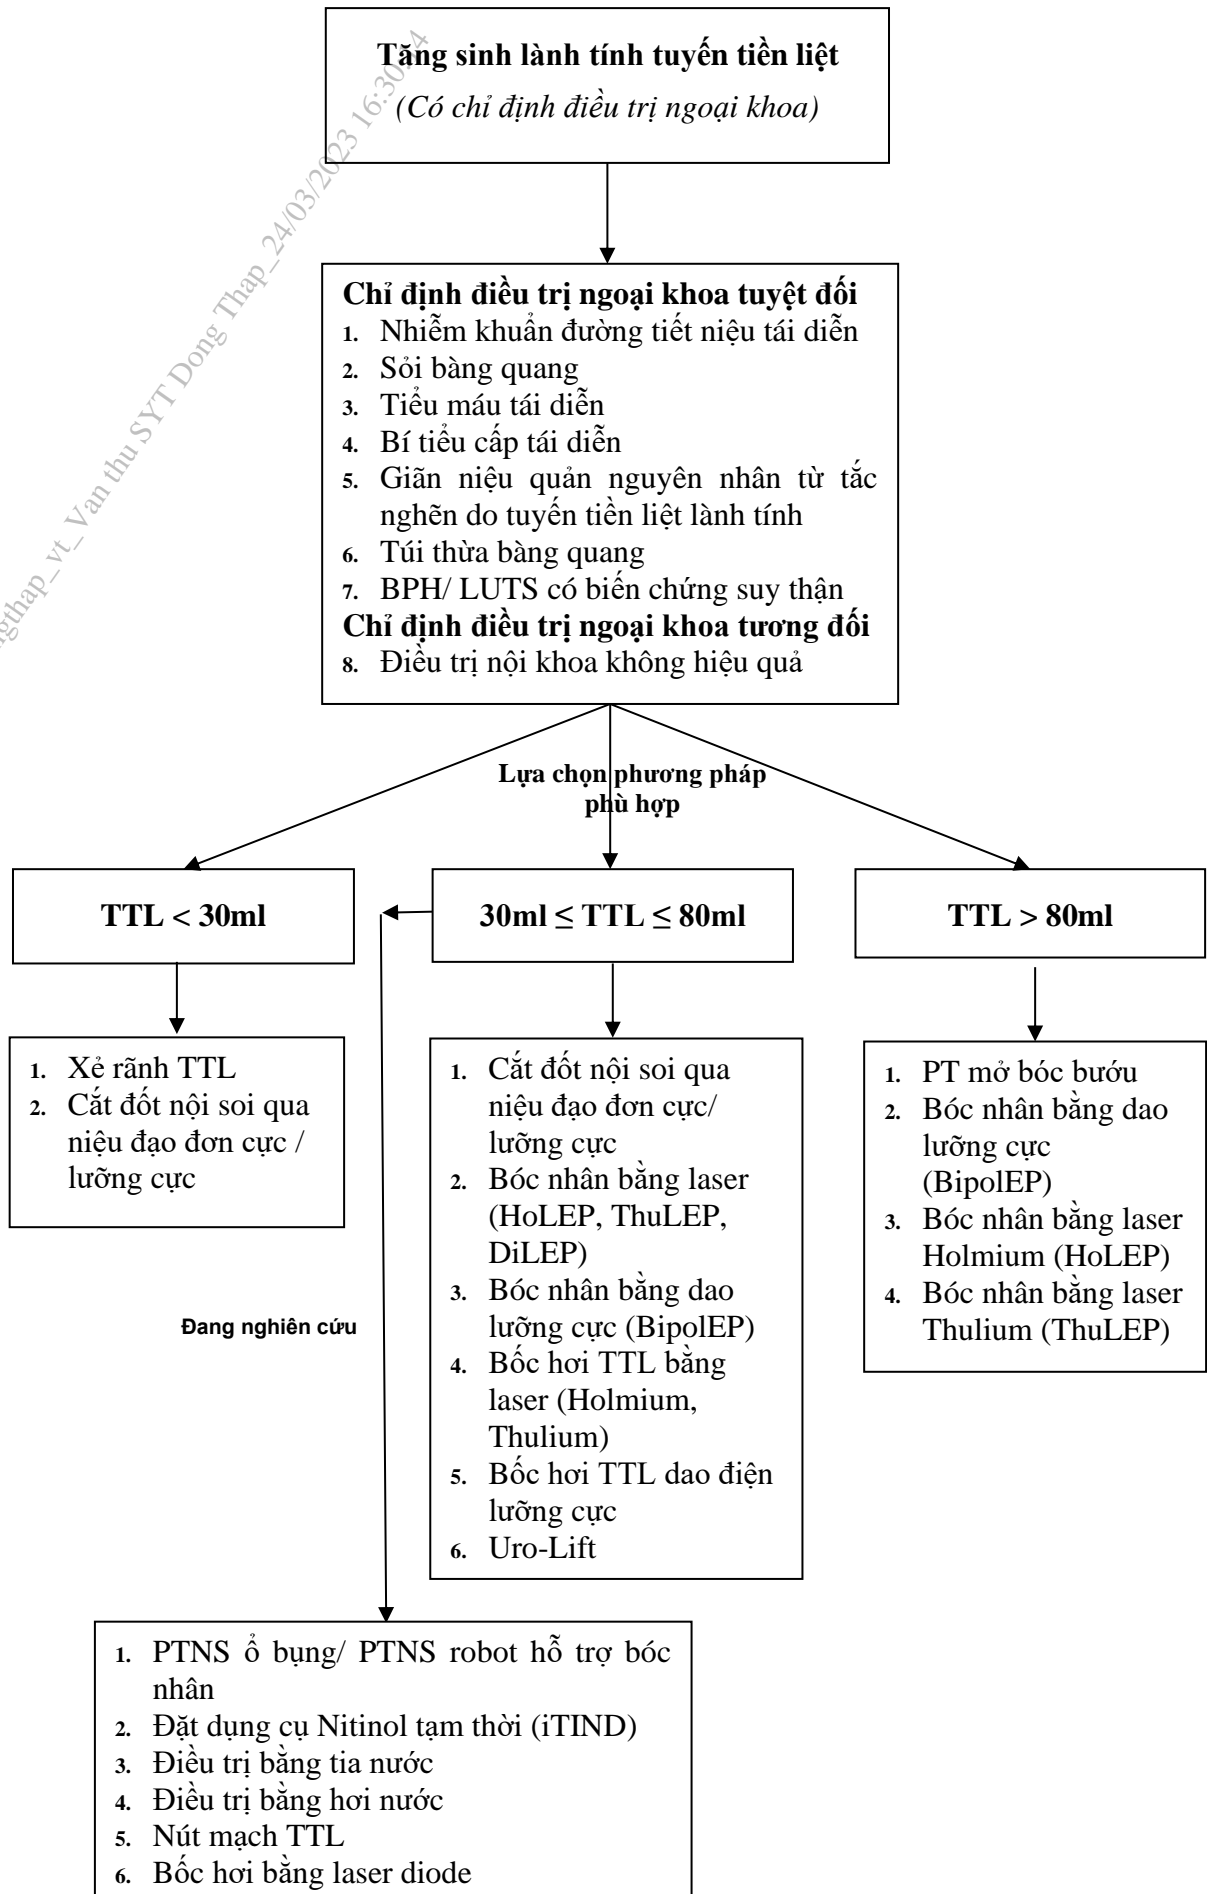 Tăng sinh lành tính tuyến tiền liệt
(Có chỉ định điều trị ngoại khoa)
gthap_vt_Van thu SYT Dong Thap_24/03/2023 16:30:
Chỉ định điều trị ngoại khoa tuyệt đối
1. Nhiễm khuẩn đường tiết niệu tái diễn
2. Sỏi bàng quang
3. Tiểu máu tái diễn
4. Bí tiểu cấp tái diễn
5. Giãn niệu quản nguyên nhân từ tắc
nghẽn do tuyến tiền liệt lành tính
6. Túi thừa bàng quang
7. BPH/ LUTS có biến chứng suy thận
Chỉ định điều trị ngoại khoa tương đối
8. Điều trị nội khoa không hiệu quả
Lựa chọn phương pháp
phù hợp
TTL < 30ml
30ml ≤ TTL ≤ 80ml
TTL > 80ml
1. Xẻ rãnh TTL
2. Cắt đốt nội soi qua
niệu đạo đơn cực /
lưỡng cực
1. Cắt đốt nội soi qua
niệu đạo đơn cực/
lưỡng cực
2. Bóc nhân bằng laser
(HoLEP, ThuLEP,
DiLEP)
3. Bóc nhân bằng dao
lưỡng cực (BipolEP)
4. Bốc hơi TTL bằng
laser (Holmium,
Thulium)
5. Bốc hơi TTL dao điện
lưỡng cực
6. Uro-Lift
1. PT mở bóc bướu
2. Bóc nhân bằng dao
lưỡng cực
(BipolEP)
3. Bóc nhân bằng laser
Holmium (HoLEP)
4. Bóc nhân bằng laser
Thulium (ThuLEP)
Đang nghiên cứu
1. PTNS ổ bụng/ PTNS robot hỗ trợ bóc
nhân
2. Đặt dụng cụ Nitinol tạm thời (iTIND)
3. Điều trị bằng tia nước
4. Điều trị bằng hơi nước
5. Nút mạch TTL
6. Bốc hơi bằng laser diode